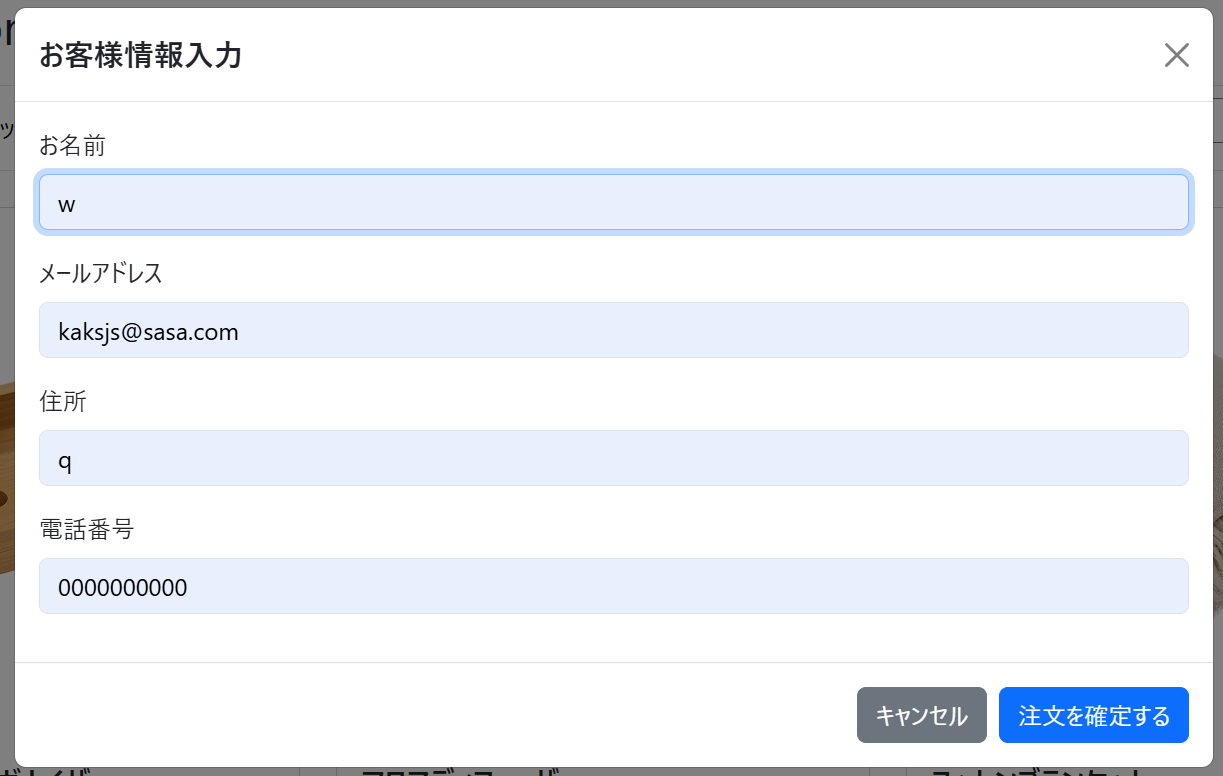 お客様情報入力
お名前
w
メールアドレス
kaksjs@sasa.com
住所
q
電話番号
0000000000
キャンセル
注文を確定する